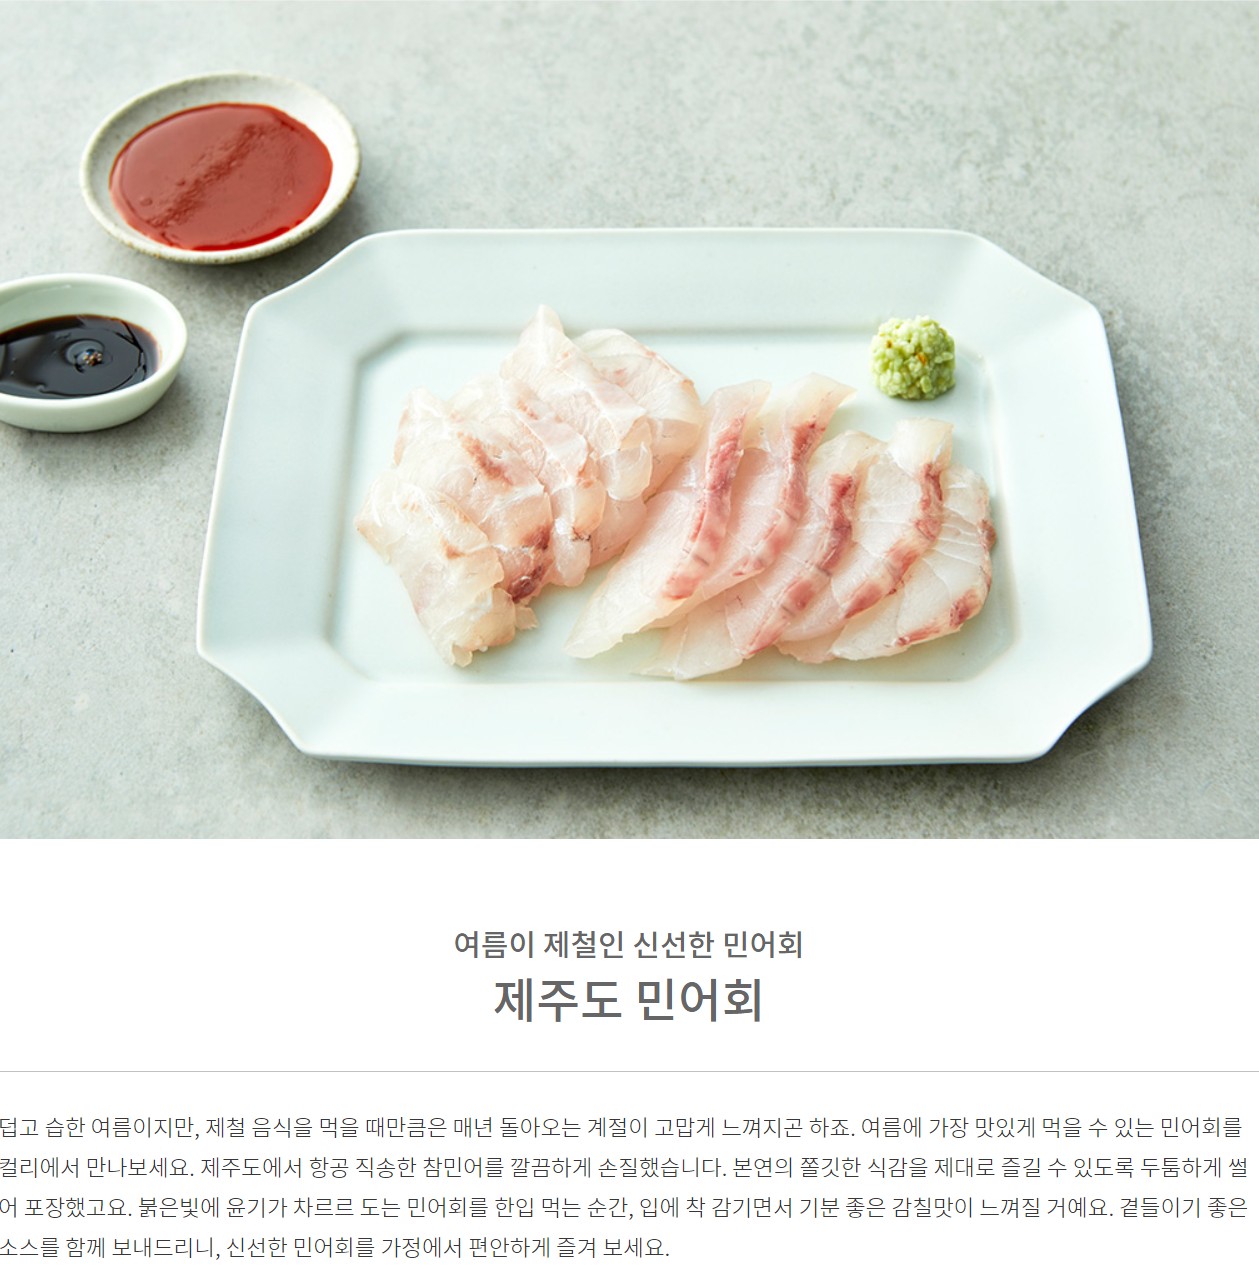 여름이 제철인 신선한 민어회
제주도 민어회
덥고 습한 여름이지만, 제철 음식을 먹을 때만큼은 매년 돌아오는 계절이 고맙게 느껴지곤 하죠. 여름에 가장 맛있게 먹을 수 있는 민어회를
컬리에서 만나보세요. 제주도에서 항공 직송한 참민어를 깔끔하게 손질했습니다. 본연의 쫄깃한 식감을 제대로 즐길 수 있도록 두툼하게 썰
어 포장했고요. 붉은빛에 윤기가 차르르 도는 민어회를 한입 먹는 순간, 입에 착 감기면서 기분 좋은 감칠맛이 느껴질 거예요. 곁들이기 좋은
소스를 함께 보내드리니, 신선한 민어회를 가정에서 편안하게 즐겨 보세요.